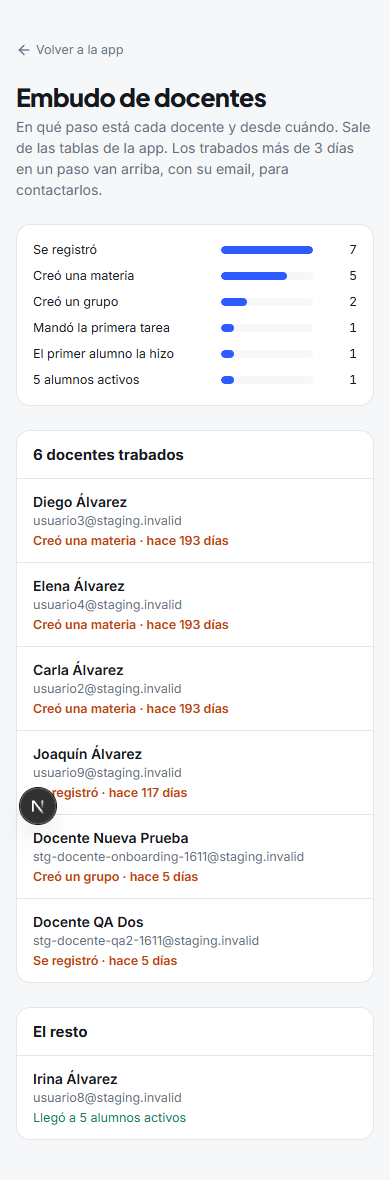 Volver a la app
Embudo de docentes
En qué paso está cada docente y desde cuándo. Sale
de las tablas de la app. Los trabados más de 3 días
en un paso van arriba, con su email, para
contactarlos.
Se registró 7
Creó una materia 5
Creó un grupo 2
Mandó la primera tarea 1
El primer alumno la hizo 1
5 alumnos activos 1
6 docentes trabados
Diego Álvarez
usuario3@staging.invalid
Creó una materia · hace 193 días
Elena Álvarez
usuario4@staging.invalid
Creó una materia · hace 193 días
Carla Álvarez
usuario2@staging.invalid
Creó una materia · hace 193 días
Joaquín Álvarez
usuario9@staging.invalid
registró · hace 117 días
N
Docente Nueva Prueba
stg-docente-onboarding-1611@staging.invalid
Creó un grupo · hace 5 días
Docente QA Dos
stg-docente-qa2-1611@staging.invalid
Se registró · hace 5 días
El resto
Irina Álvarez
usuario8@staging.invalid
Llegó a 5 alumnos activos